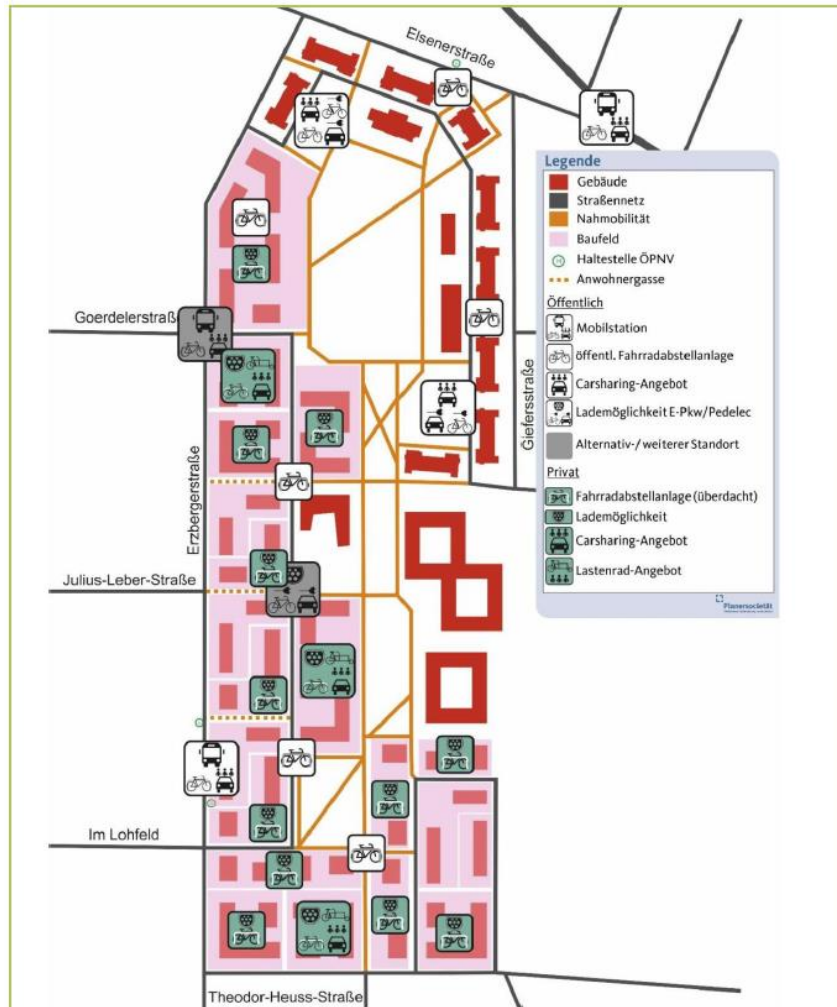 Elsenerstraße
Legende
Gebäude
Straßennetz
Nahmobilität
Baufeld
H
Haltestelle ÖPNV
Anwohnergasse
Öffentlich
Mobilstation
öffentl. Fahrradabstellanlage
Carsharing-Angebot
Lademöglichkeit E-Pkw/Pedelec
Alternativ-/ weiterer Standort
Privat
Fahrradabstellanlage (überdacht)
Lademöglichkeit
Carsharing-Angebot
Lastenrad-Angebot
Planersocietät
Goerdelerstraß
Giefersstraße
Erzbergerstraße
Julius-Leber-Straße
Im Lohfeld
Theodor-Heuss-Straße